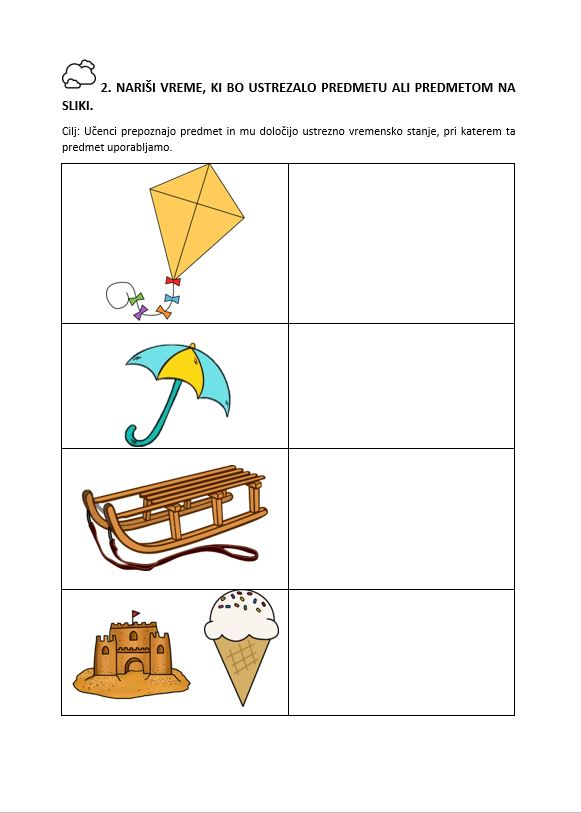 2. NARIŠI VREME, KI BO USTREZALO PREDMETU ALI PREDMETOM NA
SLIKI.
Cilj: Učenci prepoznajo predmet in mu določijo ustrezno vremensko stanje, pri katerem ta
predmet uporabljamo.